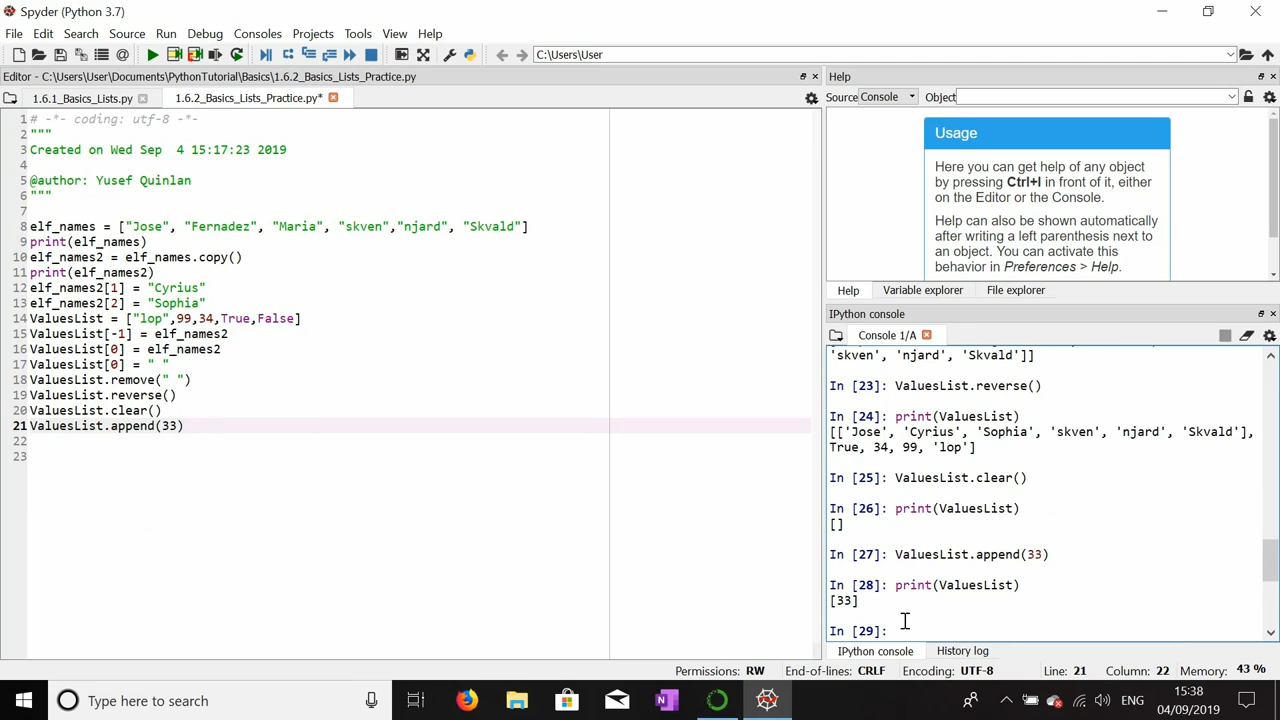 Spyder (Python 3.7)
File Edit Search Source Run Debug Consoles Projects Tools View Help
C:\Users\User
Editor - C:\Users\User\Documents\PythonTutorial\Basics\1.6.2_Basics_Lists_Practice.py
1.6.1_Basics_Lists.py 1.6.2_Basics_Lists_Practice.py*
1 # -*- coding: utf-8 -*-
2 """
3 Created on Wed Sep  4 15:17:23 2019
4
5 @author: Yusef Quinlan
6 """
7
8 elf_names = ["Jose", "Fernadez", "Maria", "skven","njard", "Skvald"]
9 print(elf_names)
10 elf_names2 = elf_names.copy()
11 print(elf_names2)
12 elf_names2[1] = "Cyrius"
13 elf_names2[2] = "Sophia"
14 ValuesList = ["lop",99,34,True,False]
15 ValuesList[-1] = elf_names2
16 ValuesList[0] = elf_names2
17 ValuesList[0] = " "
18 ValuesList.remove(" ")
19 ValuesList.reverse()
20 ValuesList.clear()
21 ValuesList.append(33)
22
23
Help
Source Console Object
Usage
Here you can get help of any object
by pressing Ctrl+I in front of it, either
on the Editor or the Console.
Help can also be shown automatically
after writing a left parenthesis next to
an object. You can activate this
behavior in Preferences > Help.
Help Variable explorer File explorer
IPython console
Console 1/A
'skven', 'njard', 'Skvald']]
In [23]: ValuesList.reverse()
In [24]: print(ValuesList)
[['Jose', 'Cyrius', 'Sophia', 'skven', 'njard', 'Skvald'],
True, 34, 99, 'lop']
In [25]: ValuesList.clear()
In [26]: print(ValuesList)
[]
In [27]: ValuesList.append(33)
In [28]: print(ValuesList)
[33]
In [29]:
IPython console History log
Permissions: RW End-of-lines: CRLF Encoding: UTF-8 Line: 21 Column: 22 Memory: 43 %
Type here to search
ENG
15:38
04/09/2019